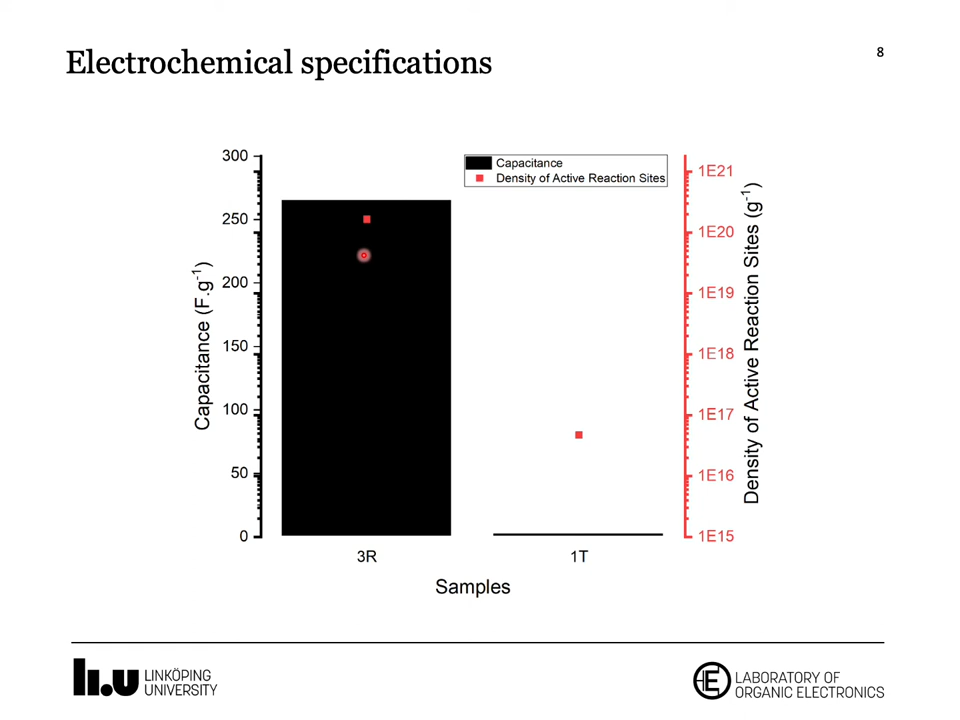 Electrochemical specifications
8
Capacitance
Density of Active Reaction Sites
300
250
200
150
100
50
0
Capacitance (F.g⁻¹)
1E21
1E20
1E19
1E18
1E17
1E16
1E15
Density of Active Reaction Sites (g⁻¹)
3R
1T
Samples
li.u LINKÖPING
UNIVERSITY
LABORATORY OF
ORGANIC ELECTRONICS